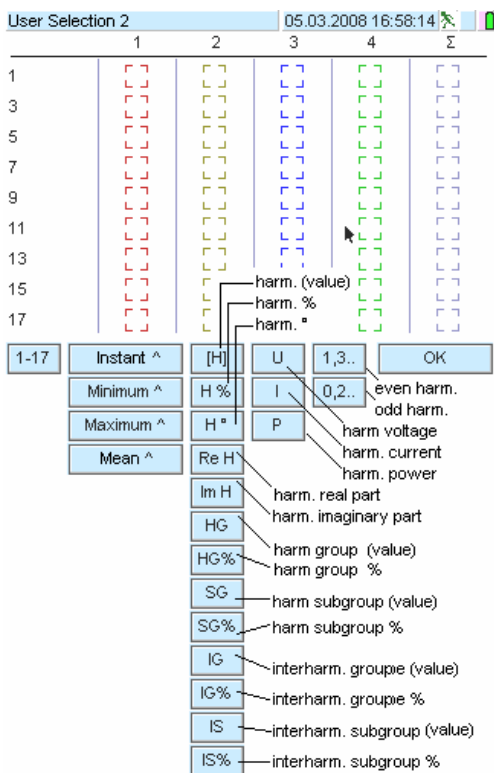 User Selection 2 05.03.2008 16:58:14
1 2 3 4 Σ
1
3
5
7
9
11
13
15
17
harm. (value)
harm. %
harm. °
1-17 Instant ^ [H] U 1,3.. OK
Minimum ^ H % I 0,2..
even harm.
odd harm.
Maximum ^ H ° P
harm voltage
Mean ^ Re H
harm. current
harm. power
harm. real part
Im H
harm. imaginary part
HG
harm group (value)
HG%
harm group %
SG
harm subgroup (value)
SG%
harm subgroup %
IG
interharm. groupe (value)
IG%
interharm. groupe %
IS
interharm. subgroup (value)
IS%
interharm. subgroup %